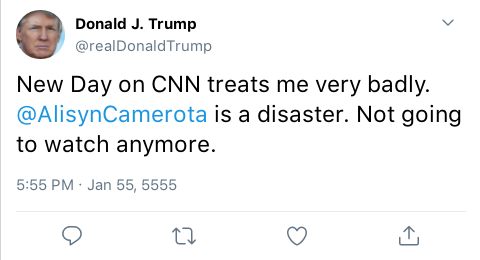 Donald J. Trump
@realDonaldTrump
New Day on CNN treats me very badly.
@AlisynCamerota is a disaster. Not going
to watch anymore.
5:55 PM · Jan 55, 5555